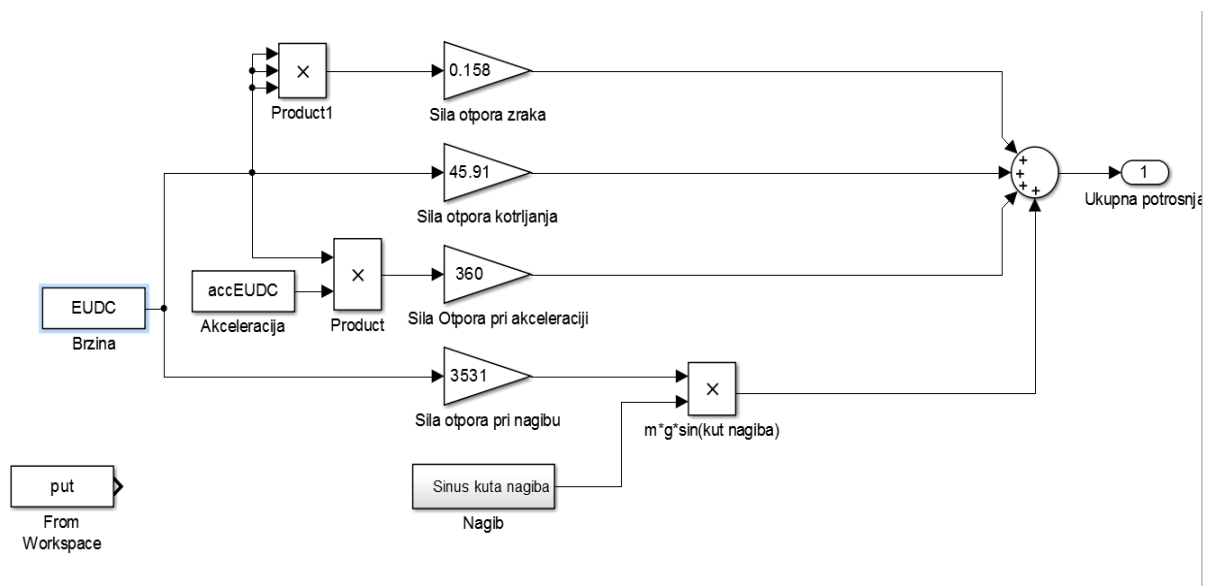 ×
Product1
0.158
Sila otpora zraka
45.91
Sila otpora kotrljanja
+
+
+
+
1
Ukupna potrosnja
EUDC
Brzina
accEUDC
Akceleracija
×
Product
360
Sila Otpora pri akceleraciji
3531
Sila otpora pri nagibu
×
m*g*sin(kut nagiba)
put
From
Workspace
Sinus kuta nagiba
Nagib